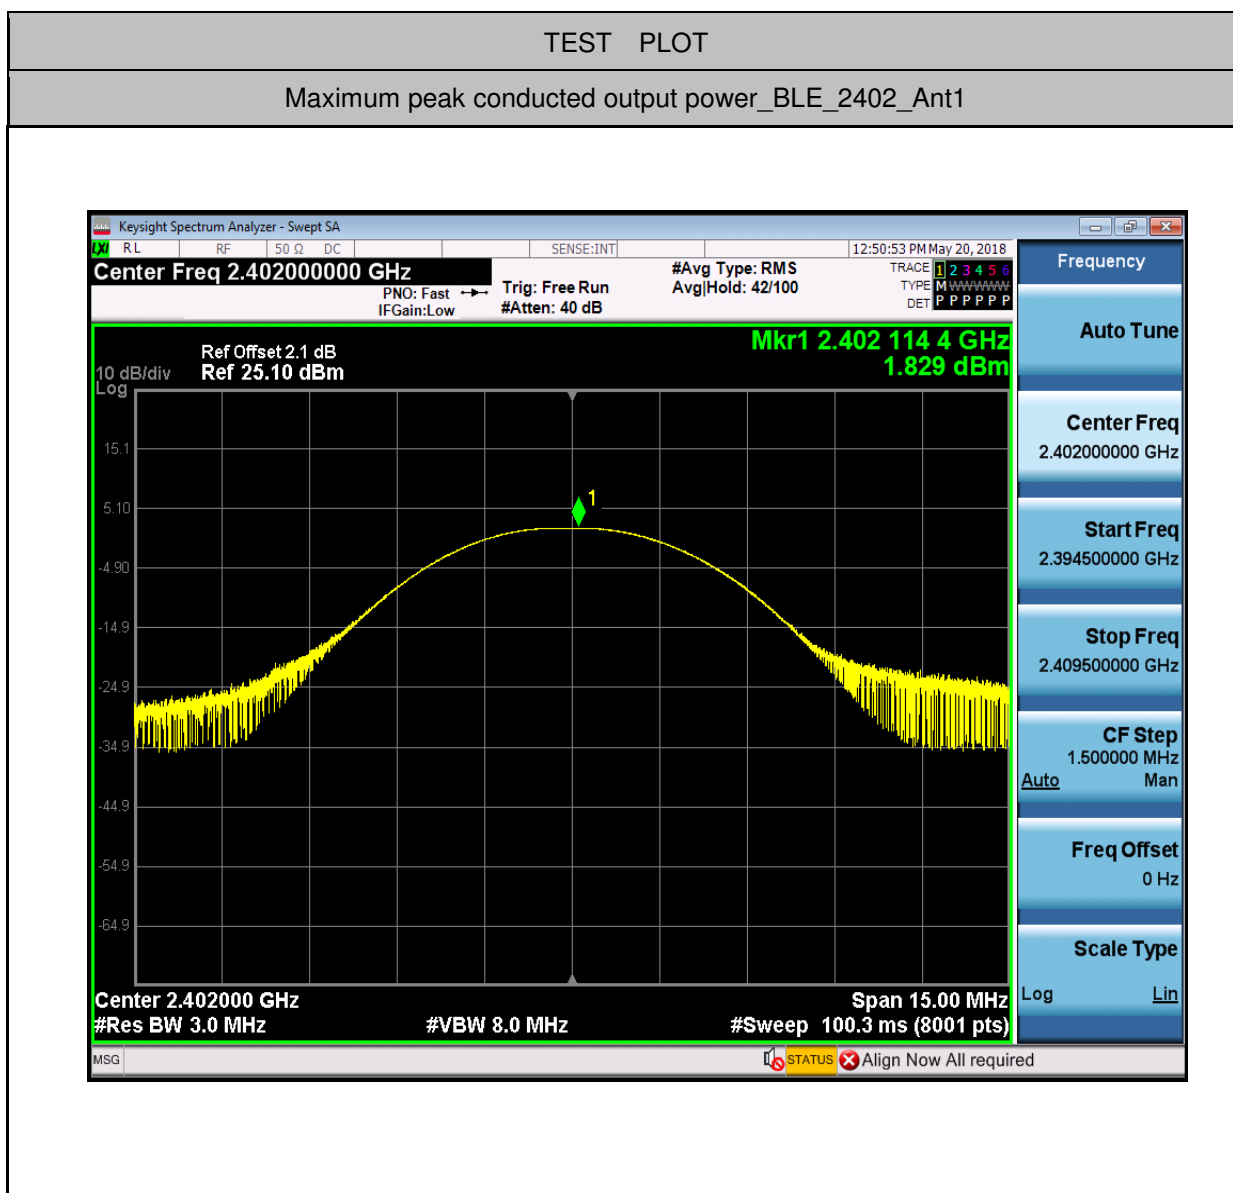 TEST PLOT
Maximum peak conducted output power_BLE_2402_Ant1
Keysight Spectrum Analyzer - Swept SA
LXI RL RF 50 Ω DC SENSE:INT 12:50:53 PM May 20, 2018
Center Freq 2.402000000 GHz
PNO: Fast
IFGain:Low
Trig: Free Run
#Atten: 40 dB
#Avg Type: RMS
Avg|Hold: 42/100
TRACE 1 2 3 4 5 6
TYPE M WWWWW
DET P P P P P P
Mkr1 2.402 114 4 GHz
1.829 dBm
Ref Offset 2.1 dB
10 dB/div Ref 25.10 dBm
Log
15.1
5.10
-4.90
-14.9
-24.9
-34.9
-44.9
-54.9
-64.9
1
Center 2.402000 GHz Span 15.00 MHz
#Res BW 3.0 MHz #VBW 8.0 MHz #Sweep 100.3 ms (8001 pts)
MSG STATUS Align Now All required
Frequency
Auto Tune
Center Freq
2.402000000 GHz
Start Freq
2.394500000 GHz
Stop Freq
2.409500000 GHz
CF Step
1.500000 MHz
Auto Man
Freq Offset
0 Hz
Scale Type
Log Lin